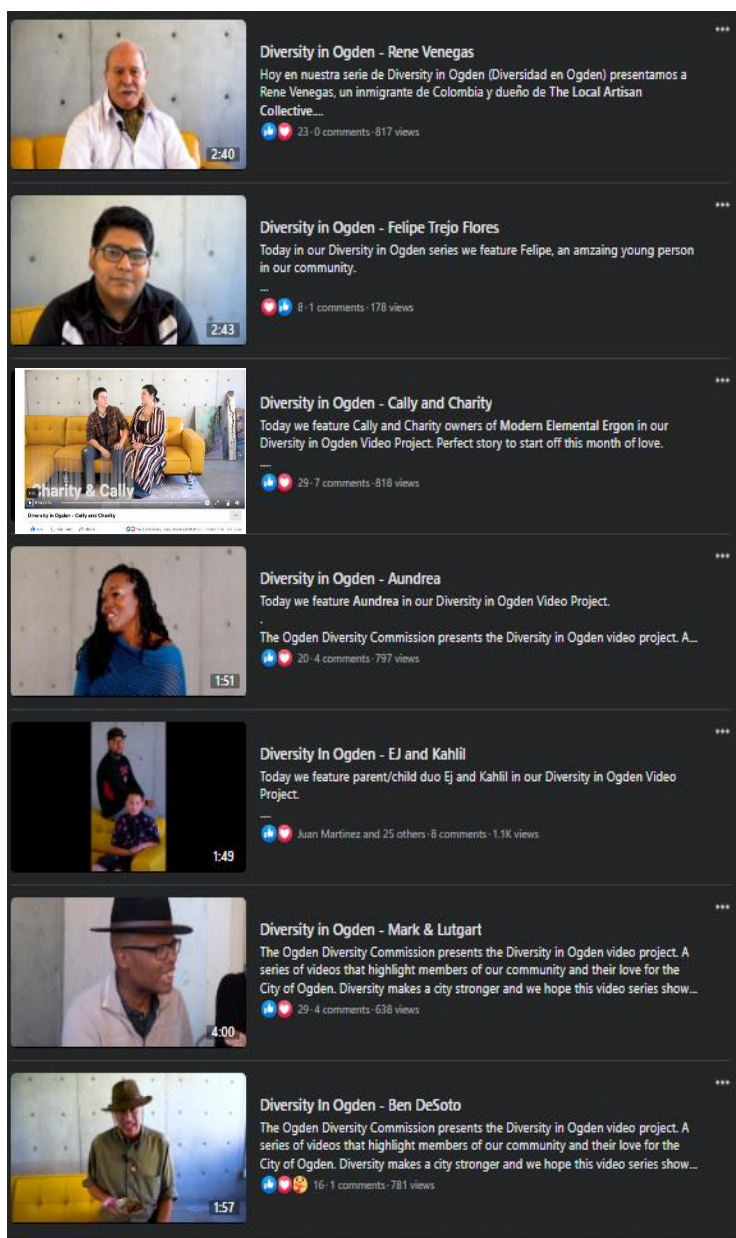 Diversity in Ogden - Rene Venegas
Hoy en nuestra serie de Diversity in Ogden (Diversidad en Ogden) presentamos a
Rene Venegas, un inmigrante de Colombia y dueño de The Local Artisan
Collective....
23·0 comments·817 views
2:40
Diversity in Ogden - Felipe Trejo Flores
Today in our Diversity in Ogden series we feature Felipe, an amzaing young person
in our community.
...
8·1 comments·178 views
2:43
Diversity in Ogden - Cally and Charity
Today we feature Cally and Charity owners of Modern Elemental Ergon in our
Diversity in Ogden Video Project. Perfect story to start off this month of love.
....
29·7 comments·818 views
Charity & Cally
Diversity in Ogden - Cally and Charity
Diversity in Ogden - Aundrea
Today we feature Aundrea in our Diversity in Ogden Video Project.
.
The Ogden Diversity Commission presents the Diversity in Ogden video project. A...
20·4 comments·797 views
1:51
Diversity In Ogden - EJ and Kahlil
Today we feature parent/child duo Ej and Kahlil in our Diversity in Ogden Video
Project.
....
Juan Martinez and 25 others·8 comments·1.1K views
1:49
Diversity in Ogden - Mark & Lutgart
The Ogden Diversity Commission presents the Diversity in Ogden video project. A
series of videos that highlight members of our community and their love for the
City of Ogden. Diversity makes a city stronger and we hope this video series show...
29·4 comments·638 views
4:00
Diversity In Ogden - Ben DeSoto
The Ogden Diversity Commission presents the Diversity in Ogden video project. A
series of videos that highlight members of our community and their love for the
City of Ogden. Diversity makes a city stronger and we hope this video series show...
16·1 comments·781 views
1:57